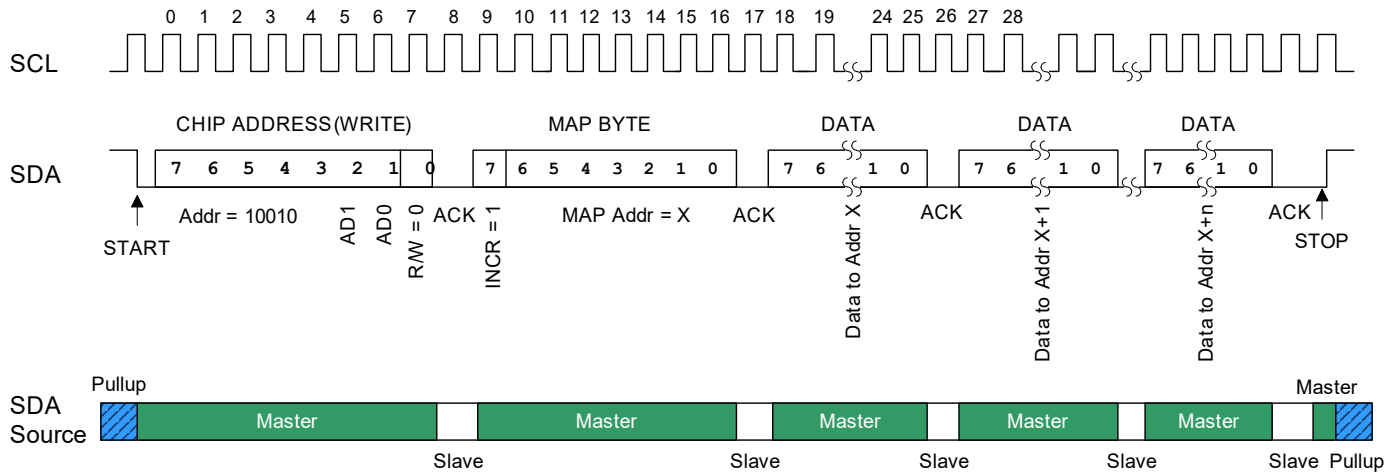 0 1 2 3 4 5 6 7 8 9 10 11 12 13 14 15 16 17 18 19 24 25 26 27 28
SCL
CHIP ADDRESS (WRITE) MAP BYTE DATA DATA DATA
SDA 7 6 5 4 3 2 1 0 7 6 5 4 3 2 1 0 7 6 1 0 7 6 1 0 7 6 1 0
START
Addr = 10010
AD1
AD0
R/W = 0
ACK
INCR = 1
MAP Addr = X
ACK
Data to Addr X
ACK
Data to Addr X+1
Data to Addr X+n
ACK
STOP
Pullup Master
SDA
Source
Master Master Master Master Master
Slave Slave Slave Slave Slave Pullup